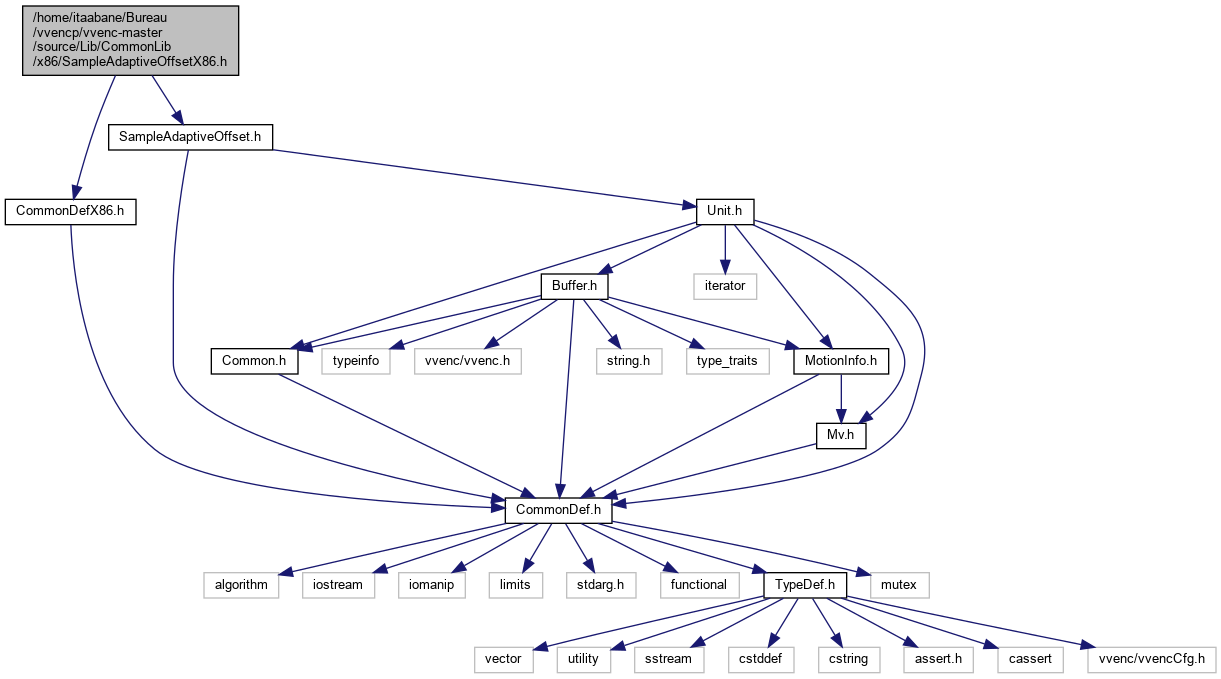 /home/itaabane/Bureau
/vvencp/vvenc-master
/source/Lib/CommonLib
/x86/SampleAdaptiveOffsetX86.h
SampleAdaptiveOffset.h
CommonDefX86.h
Unit.h
Buffer.h
iterator
Common.h
typeinfo
vvenc/vvenc.h
string.h
type_traits
MotionInfo.h
Mv.h
CommonDef.h
algorithm
iostream
iomanip
limits
stdarg.h
functional
TypeDef.h
mutex
vector
utility
sstream
cstddef
cstring
assert.h
cassert
vvenc/vvencCfg.h